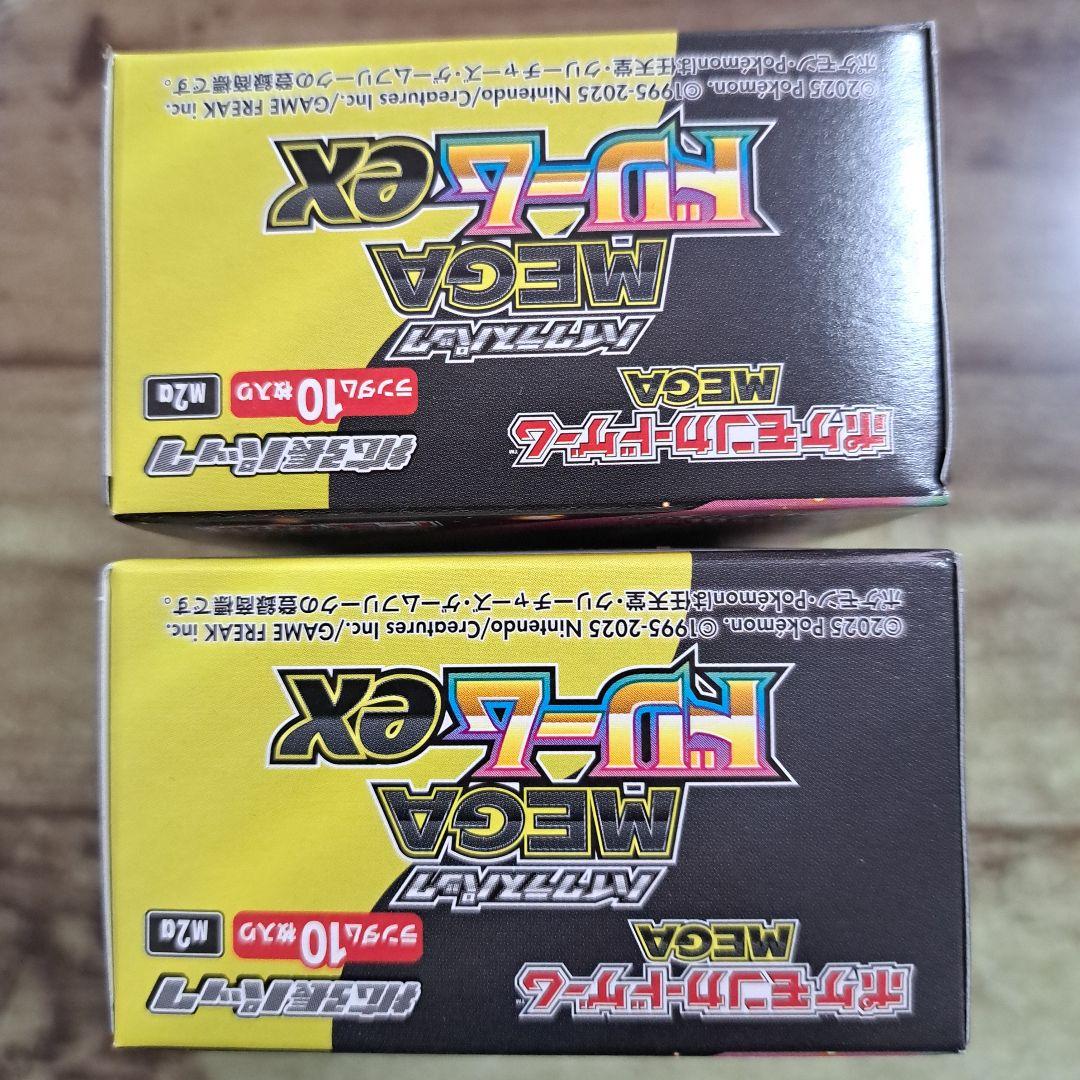 ポケモンカードゲーム™
MEGA
拡張パック
ランダム10枚入り
M2a
ハイクラスパック
MEGA
ドリームex
©2025 Pokémon. ©1995-2025 Nintendo/Creatures Inc./GAME FREAK inc.
ポケモン・Pokémonは任天堂・クリーチャーズ・ゲームフリークの登録商標です。
ポケモンカードゲーム™
MEGA
拡張パック
ランダム10枚入り
M2a
ハイクラスパック
MEGA
ドリームex
©2025 Pokémon. ©1995-2025 Nintendo/Creatures Inc./GAME FREAK inc.
ポケモン・Pokémonは任天堂・クリーチャーズ・ゲームフリークの登録商標です。